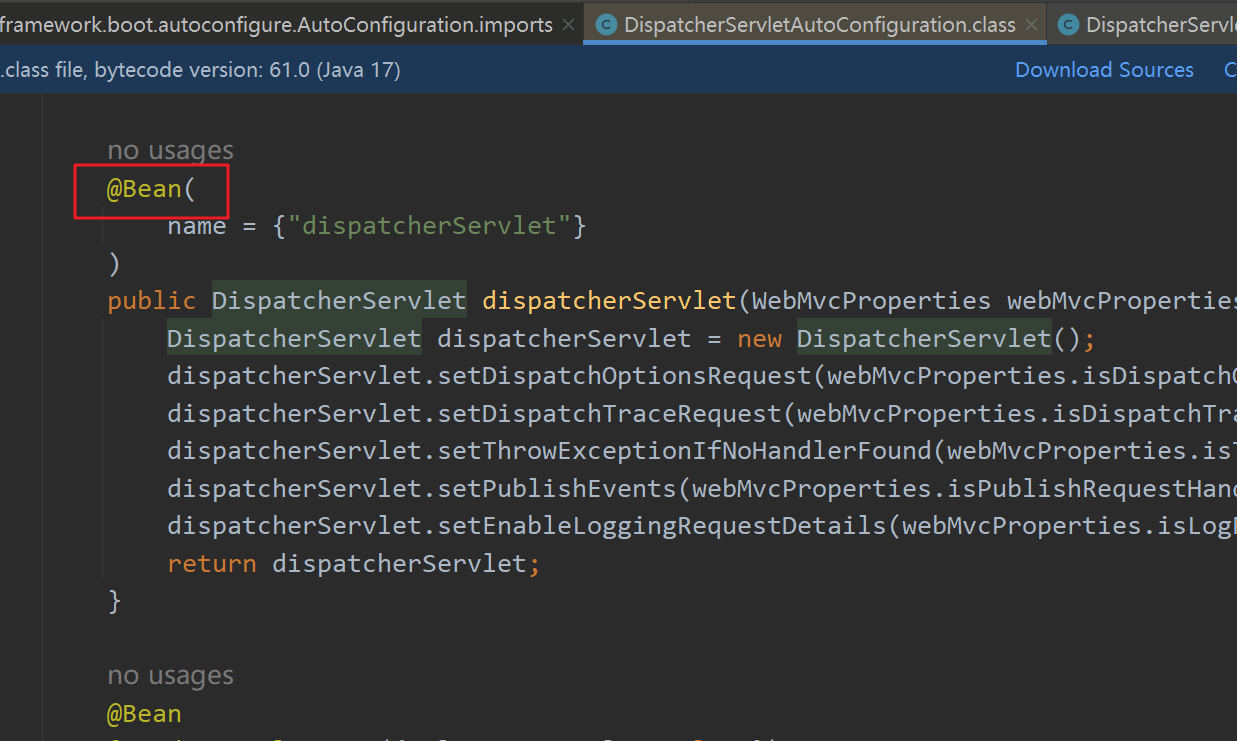 framework.boot.autoconfigure.AutoConfiguration.imports × C DispatcherServletAutoConfiguration.class × C DispatcherServle
.class file, bytecode version: 61.0 (Java 17) Download Sources C
no usages
@Bean(
name = {"dispatcherServlet"}
)
public DispatcherServlet dispatcherServlet(WebMvcProperties webMvcProperties
DispatcherServlet dispatcherServlet = new DispatcherServlet();
dispatcherServlet.setDispatchOptionsRequest(webMvcProperties.isDispatchO
dispatcherServlet.setDispatchTraceRequest(webMvcProperties.isDispatchTra
dispatcherServlet.setThrowExceptionIfNoHandlerFound(webMvcProperties.isT
dispatcherServlet.setPublishEvents(webMvcProperties.isPublishRequestHand
dispatcherServlet.setEnableLoggingRequestDetails(webMvcProperties.isLogR
return dispatcherServlet;
}
no usages
@Bean